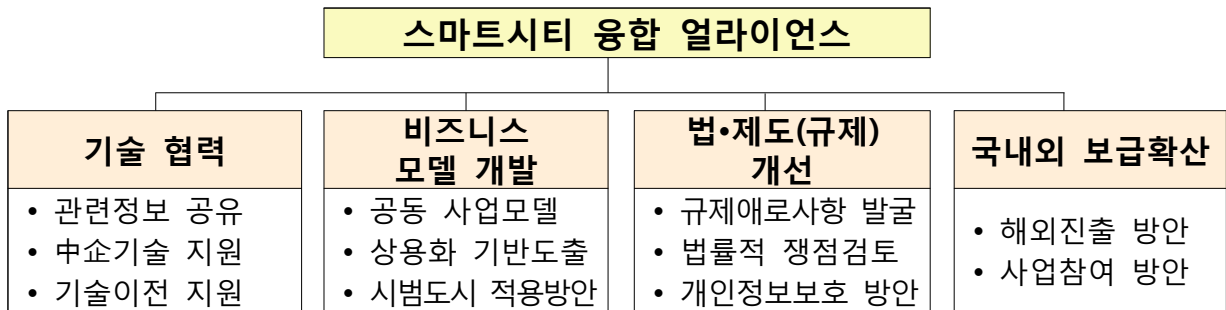 스마트시티 융합 얼라이언스
기술 협력
• 관련정보 공유
• 中企기술 지원
• 기술이전 지원
비즈니스
모델 개발
• 공동 사업모델
• 상용화 기반도출
• 시범도시 적용방안
법•제도(규제)
개선
• 규제애로사항 발굴
• 법률적 쟁점검토
• 개인정보보호 방안
국내외 보급확산
• 해외진출 방안
• 사업참여 방안